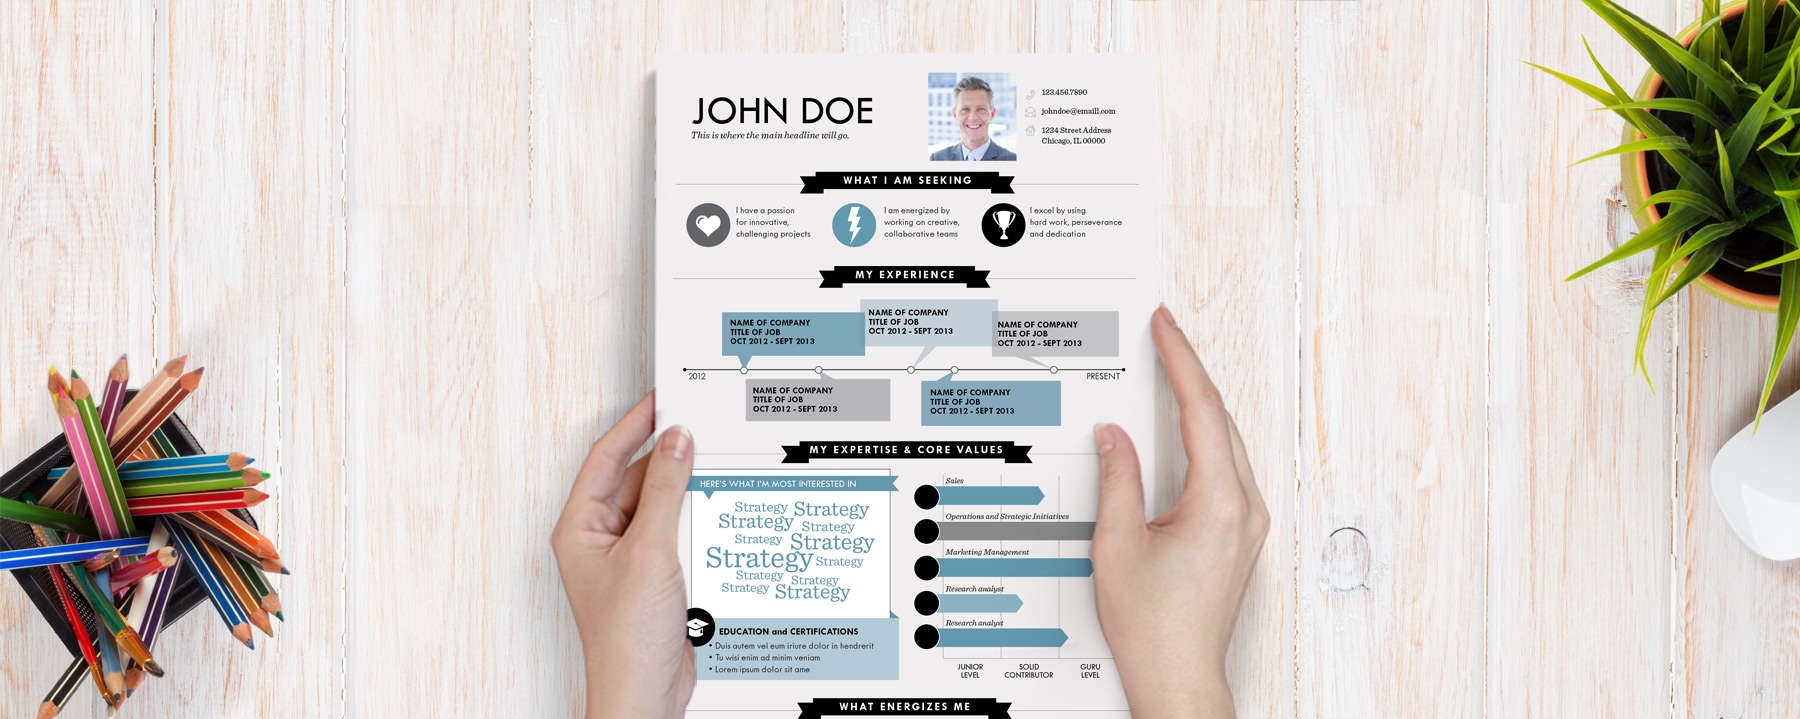 JOHN DOE
This is where the main headline will go.
123.456.7890
johndoe@emaill.com
1234 Street Address
Chicago, IL 00000
WHAT I AM SEEKING
I have a passion
for innovative,
challenging projects
I am energized by
working on creative,
collaborative teams
I excel by using
hard work, perseverance
and dedication
MY EXPERIENCE
NAME OF COMPANY
TITLE OF JOB
OCT 2012 - SEPT 2013
NAME OF COMPANY
TITLE OF JOB
OCT 2012 - SEPT 2013
NAME OF COMPANY
TITLE OF JOB
OCT 2012 - SEPT 2013
2012
PRESENT
NAME OF COMPANY
TITLE OF JOB
OCT 2012 - SEPT 2013
NAME OF COMPANY
TITLE OF JOB
OCT 2012 - SEPT 2013
MY EXPERTISE & CORE VALUES
HERE'S WHAT I'M MOST INTERESTED IN
Strategy Strategy
Strategy Strategy
Strategy Strategy
Strategy Strategy
Strategy Strategy
Strategy Strategy
EDUCATION and CERTIFICATIONS
• Duis autem vel eum iriure dolor in hendrerit
• Tu wisi enim ad minim veniam
• Lorem ipsum dolor sit ame
Sales
Operations and Strategic Initiatives
Marketing Management
Research analyst
Research analyst
JUNIOR
LEVEL
SOLID
CONTRIBUTOR
GURU
LEVEL
WHAT ENERGIZES ME